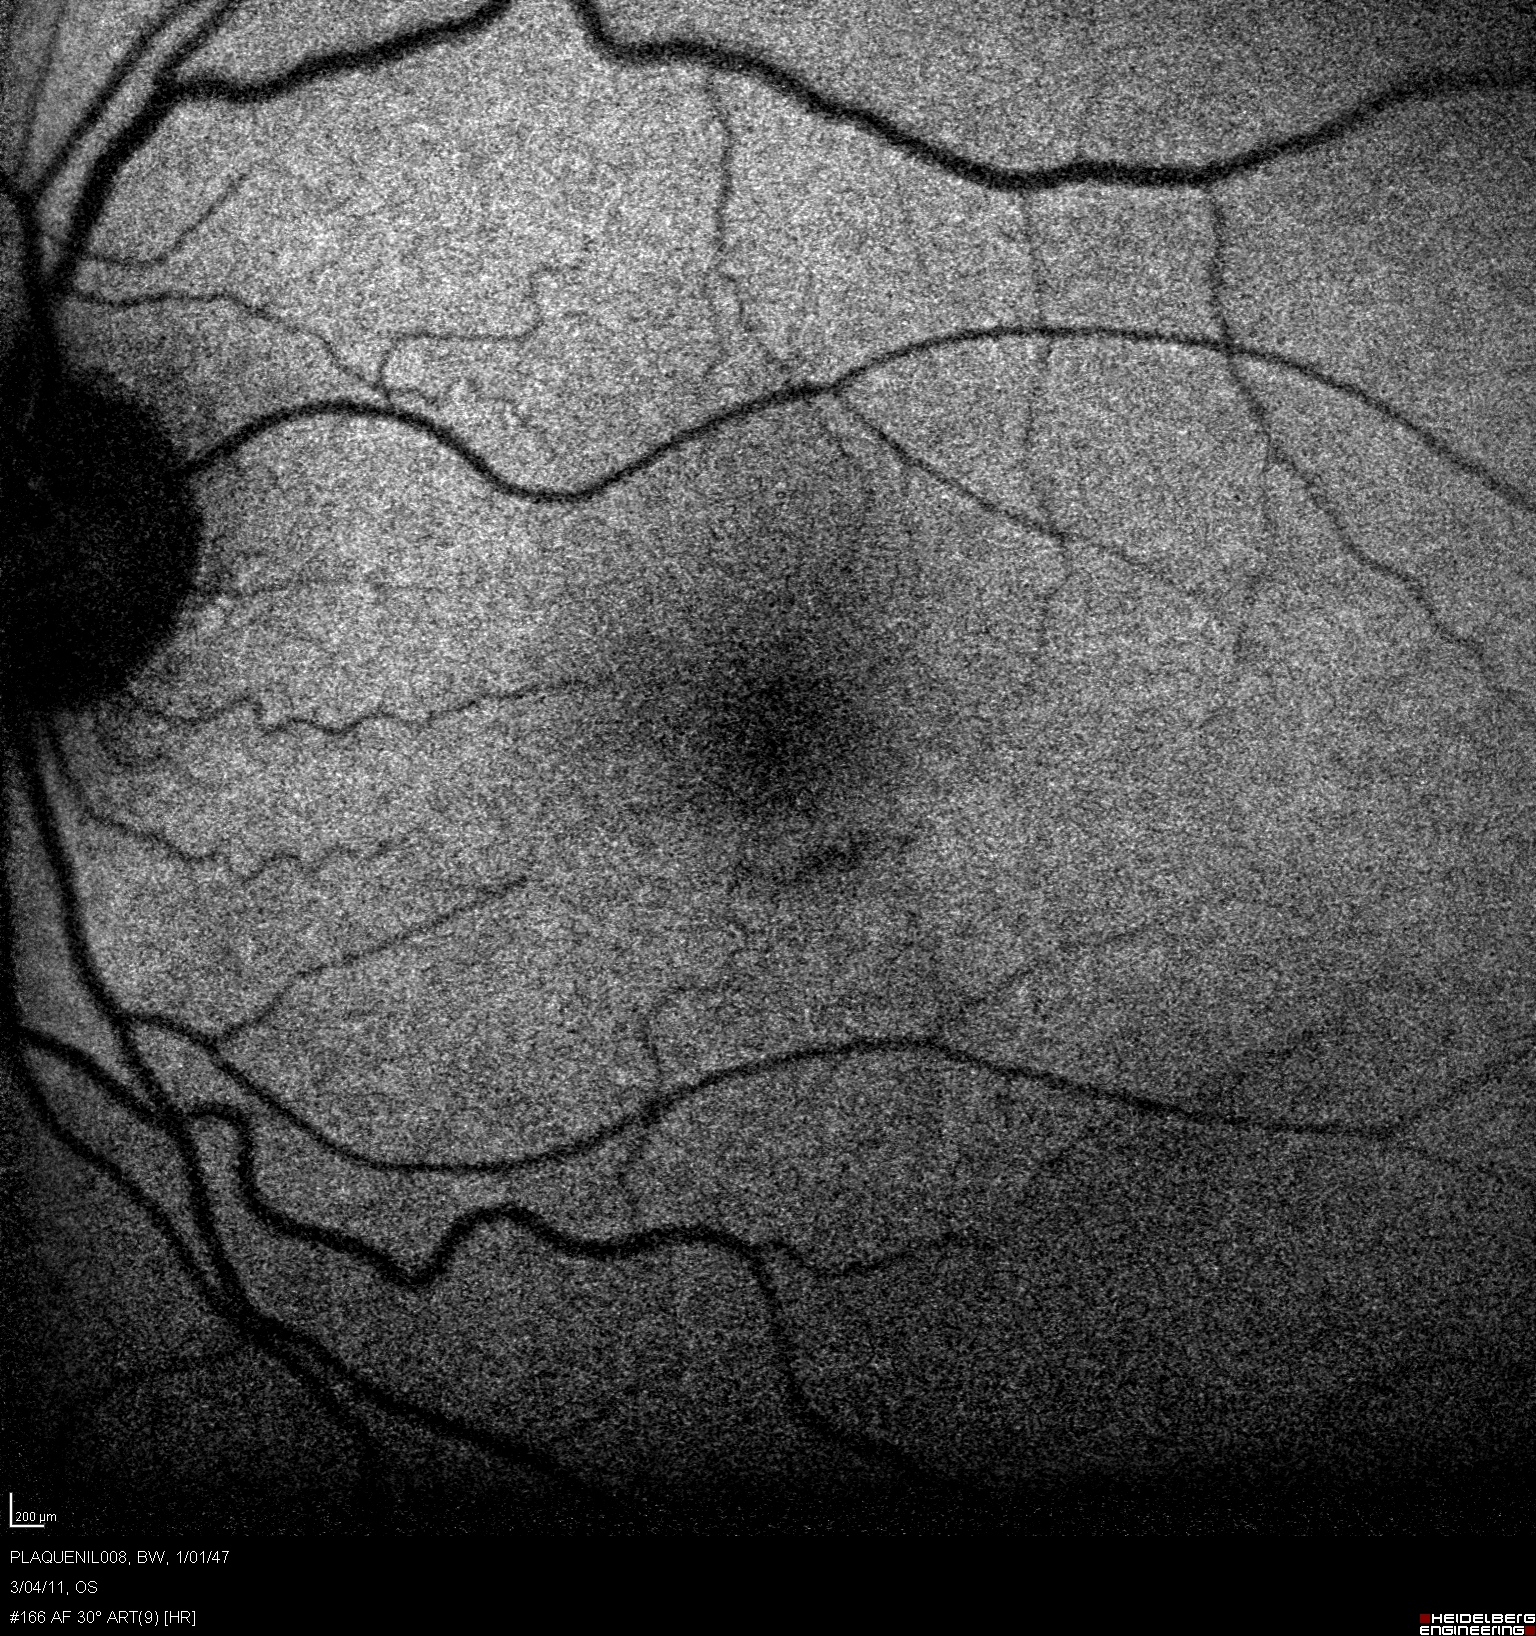 200 µm
PLAQUENIL008, BW, 1/01/47
3/04/11, OS
#166 AF 30° ART(9) [HR]
HEIDELBERG
ENGINEERING